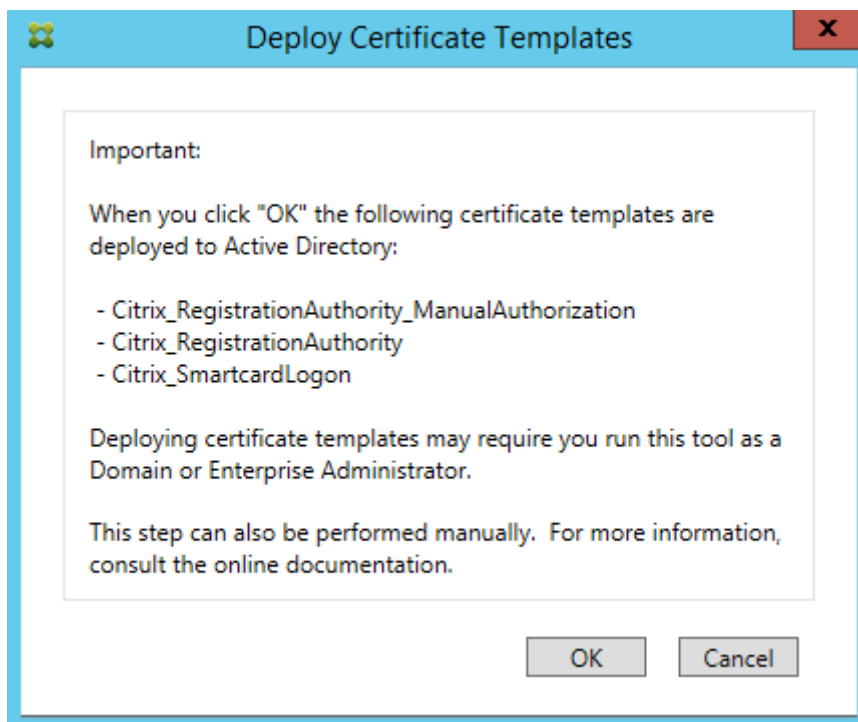 Deploy Certificate Templates
x
Important:
When you click "OK" the following certificate templates are
deployed to Active Directory:
- Citrix_RegistrationAuthority_ManualAuthorization
- Citrix_RegistrationAuthority
- Citrix_SmartcardLogon
Deploying certificate templates may require you run this tool as a
Domain or Enterprise Administrator.
This step can also be performed manually.  For more information,
consult the online documentation.
OK
Cancel